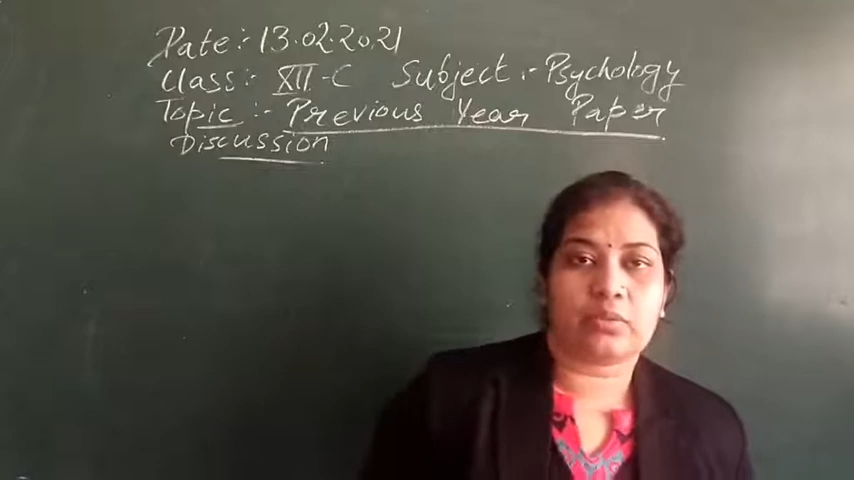 Date :- 13.02.2021
Class :- XII-C Subject :- Psychology
Topic :- Previous Year Paper
Discussion